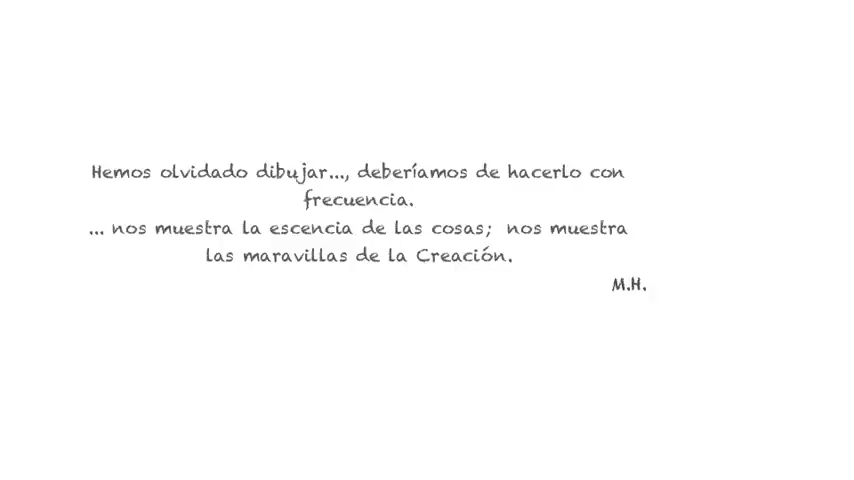 Hemos olvidado dibujar..., deberíamos de hacerlo con
frecuencia.
... nos muestra la escencia de las cosas; nos muestra
las maravillas de la Creación.
M.H.